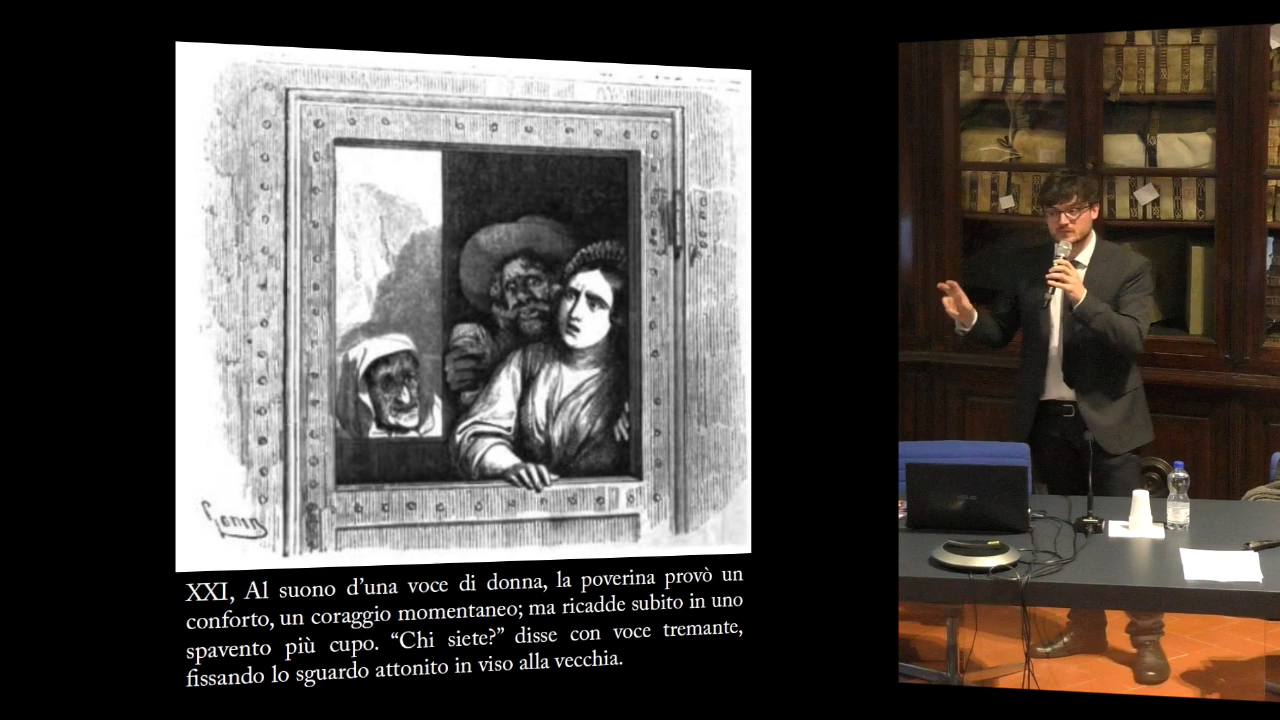 Gonin
XXI, Al suono d’una voce di donna, la poverina provò un
conforto, un coraggio momentaneo; ma ricadde subito in uno
spavento più cupo. “Chi siete?” disse con voce tremante,
fissando lo sguardo attonito in viso alla vecchia.